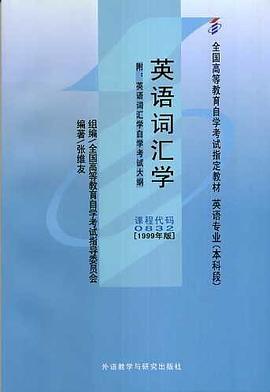 全国高等教育自学考试指定教材 英语专业(本科段)
英语词汇学
附：英语词汇学自学考试大纲
课程代码
0832
[1999年版]
组编/全国高等教育自学考试指导委员会
编著/张维友
外语教学与研究出版社